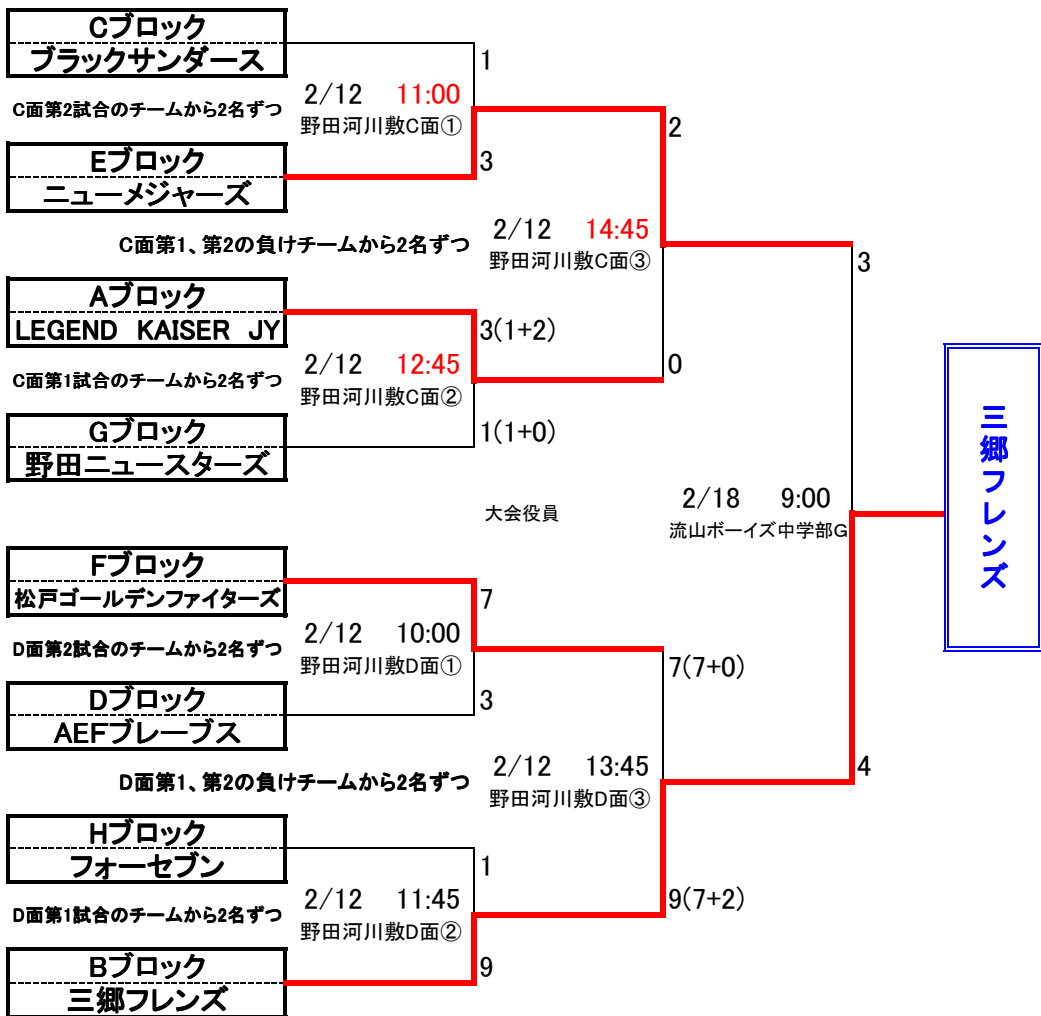 Cブロック
ブラックサンダース
1
2/12 11:00
C面第2試合のチームから2名ずつ
野田河川敷C面①
2
Eブロック
ニューメジャーズ
3
2/12 14:45
C面第1、第2の負けチームから2名ずつ
野田河川敷C面③
3
Aブロック
LEGEND KAISER JY
3(1+2)
2/12 12:45
C面第1試合のチームから2名ずつ
野田河川敷C面②
0
Gブロック
野田ニュースターズ
1(1+0)
大会役員
2/18 9:00
流山ボーイズ中学部G
三郷フレンズ
Fブロック
松戸ゴールデンファイターズ
7
2/12 10:00
D面第2試合のチームから2名ずつ
野田河川敷D面①
7(7+0)
Dブロック
AEFブレーブス
3
2/12 13:45
D面第1、第2の負けチームから2名ずつ
野田河川敷D面③
4
Hブロック
フォーセブン
1
2/12 11:45
D面第1試合のチームから2名ずつ
野田河川敷D面②
9(7+2)
Bブロック
三郷フレンズ
9